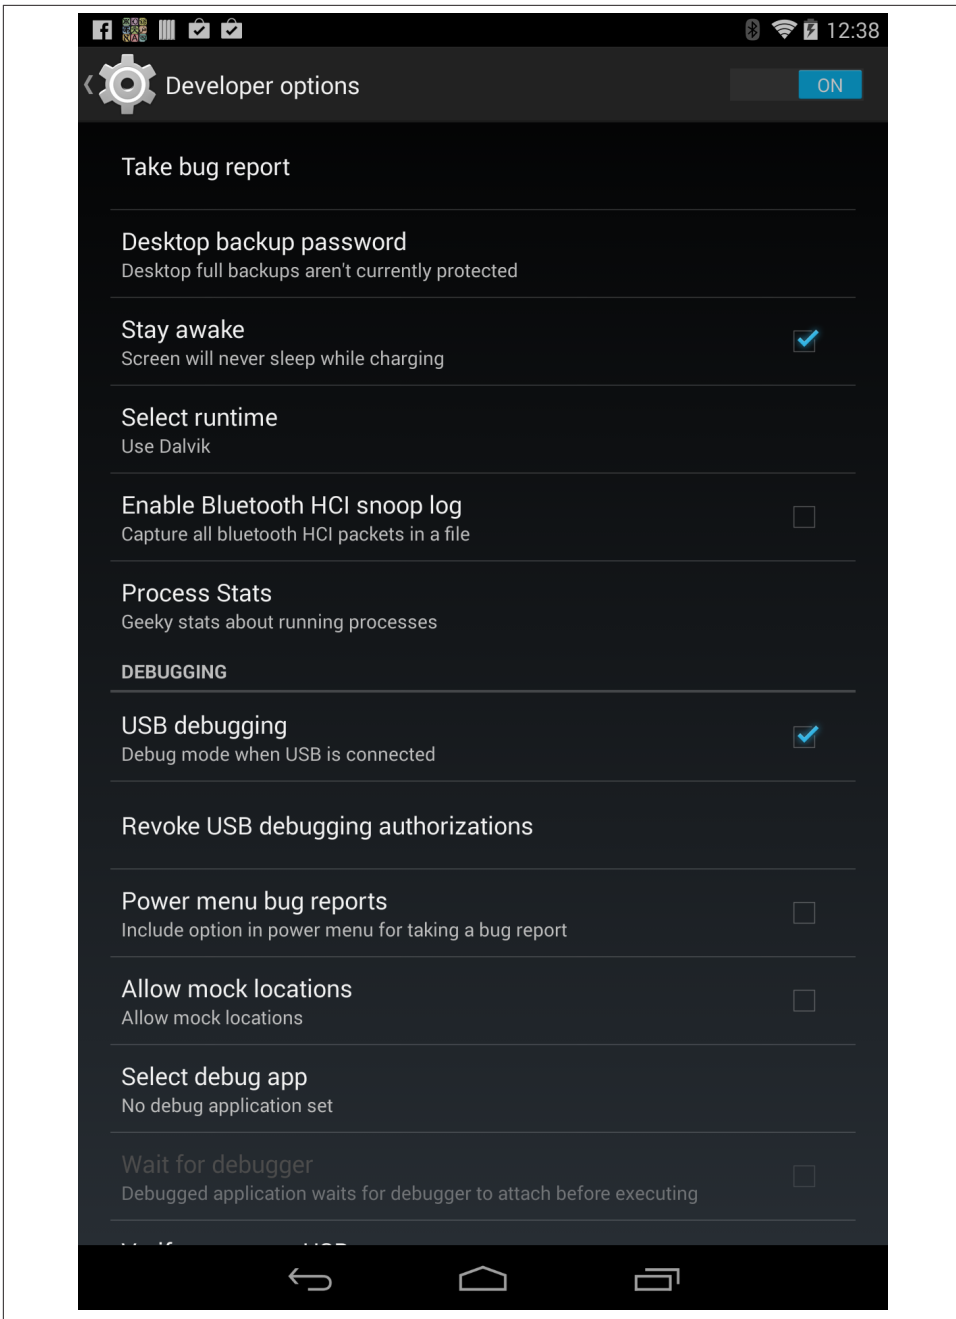 12:38
Developer options
ON
Take bug report
Desktop backup password
Desktop full backups aren't currently protected
Stay awake
Screen will never sleep while charging
Select runtime
Use Dalvik
Enable Bluetooth HCI snoop log
Capture all bluetooth HCI packets in a file
Process Stats
Geeky stats about running processes
DEBUGGING
USB debugging
Debug mode when USB is connected
Revoke USB debugging authorizations
Power menu bug reports
Include option in power menu for taking a bug report
Allow mock locations
Allow mock locations
Select debug app
No debug application set
Wait for debugger
Debugged application waits for debugger to attach before executing